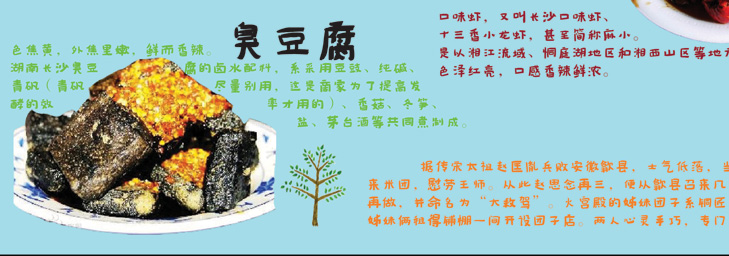 臭豆腐
色焦黄，外焦里嫩，鲜而香辣。
湖南长沙臭豆腐的卤水配料，系采用豆豉、纯碱、
青矾（青矾尽量别用，这是商家为了提高发
酵的效率才用的）、香菇、冬笋、
盐、茅台酒等共同煮制成。
口味虾，又叫长沙口味虾、
十三香小龙虾，甚至简称麻小。
是以湘江流域、洞庭湖地区和湘西山区等地方
色泽红亮，口感香辣鲜浓。
据传宋太祖赵匡胤兵败安徽歙县，士气低落，当
来米团，慰劳王师。从此赵思念再三，便从歙县召来几
再做，并命名为“大救驾”。火宫殿的姊妹团子系铜匠
姊妹俩租得铺棚一间开设团子店。两人心灵手巧，专门